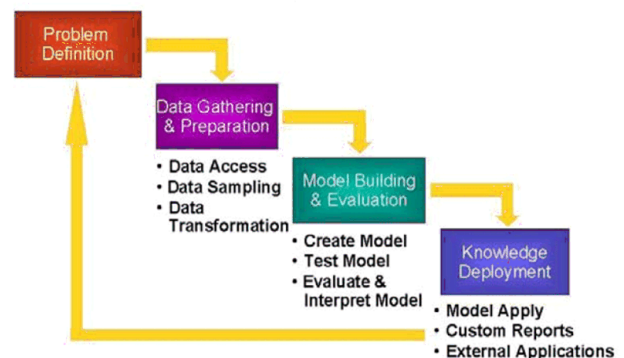 Problem
Definition
Data Gathering
& Preparation
• Data Access
• Data Sampling
• Data
Transformation
Model Building
& Evaluation
• Create Model
• Test Model
• Evaluate &
Interpret Model
Knowledge
Deployment
• Model Apply
• Custom Reports
• External Applications